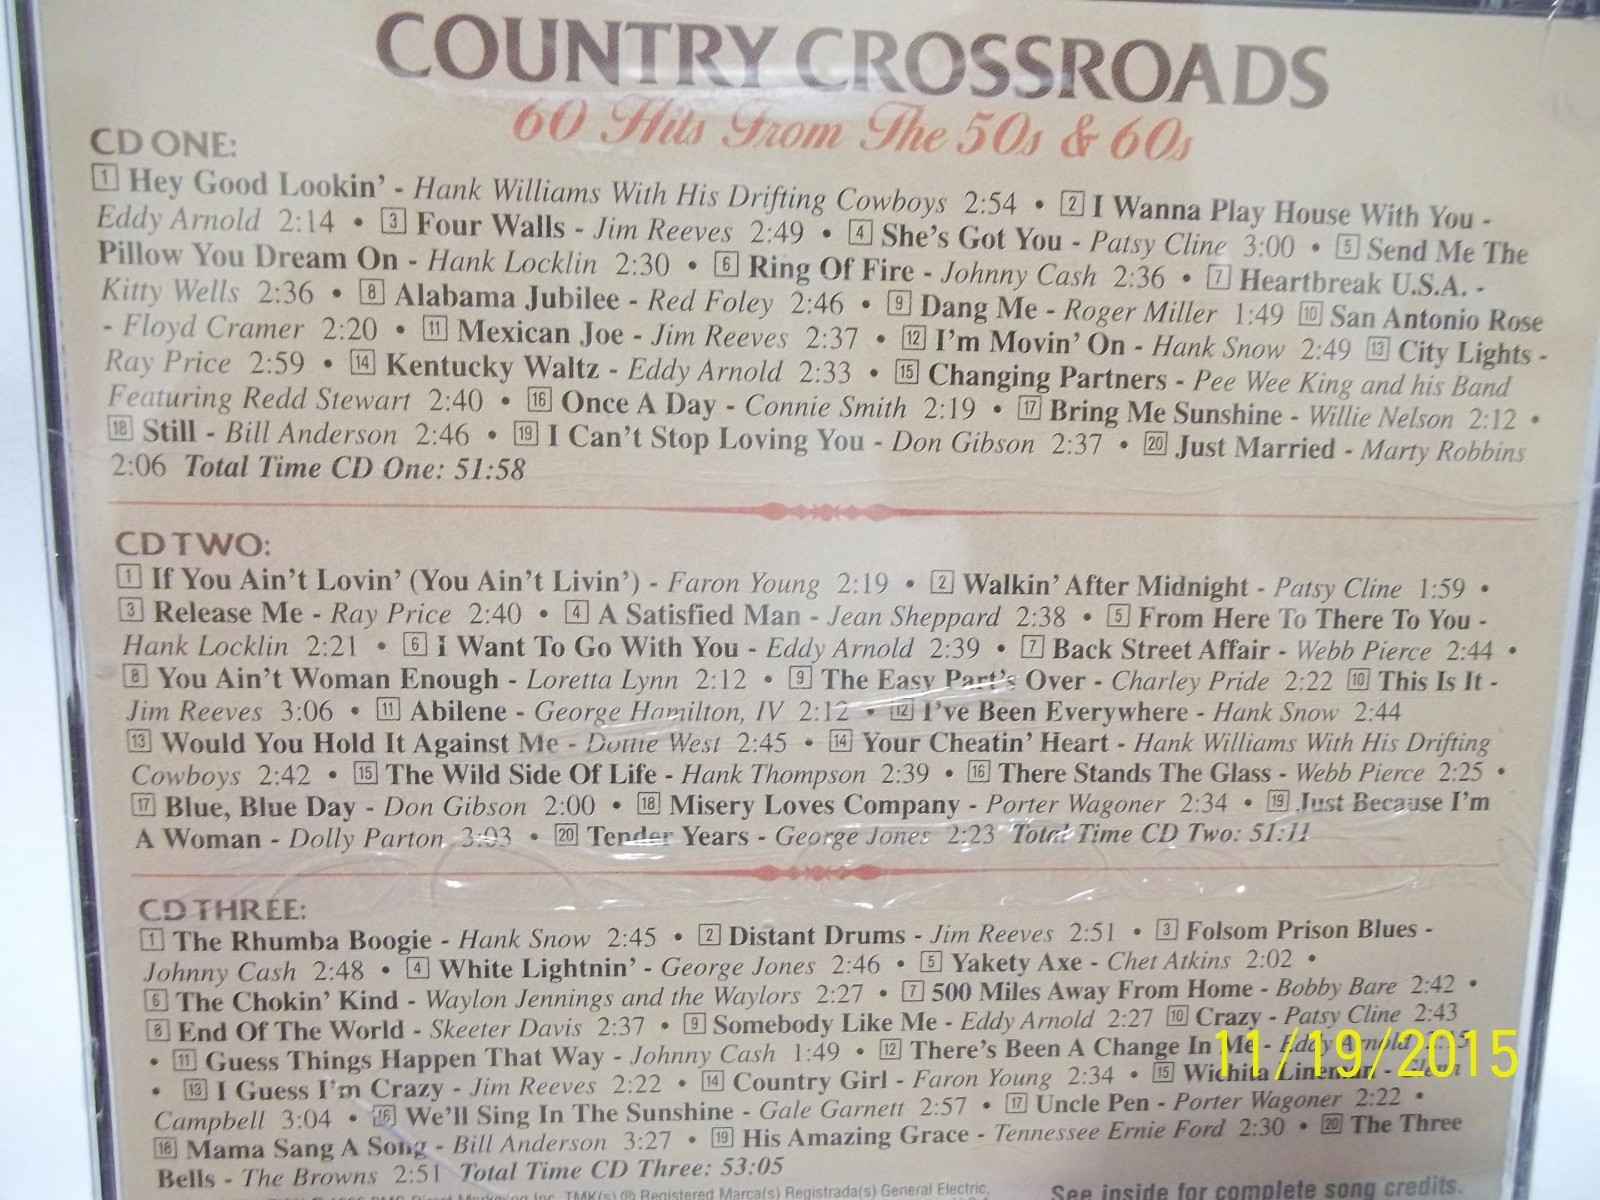 COUNTRY CROSSROADS
60 Hits From The 50s & 60s
CD ONE:
1 Hey Good Lookin' - Hank Williams With His Drifting Cowboys 2:54 • 2 I Wanna Play House With You -
Eddy Arnold 2:14 • 3 Four Walls - Jim Reeves 2:49 • 4 She's Got You - Patsy Cline 3:00 • 5 Send Me The
Pillow You Dream On - Hank Locklin 2:30 • 6 Ring Of Fire - Johnny Cash 2:36 • 7 Heartbreak U.S.A. -
Kitty Wells 2:36 • 8 Alabama Jubilee - Red Foley 2:46 • 9 Dang Me - Roger Miller 1:49 10 San Antonio Rose
- Floyd Cramer 2:20 • 11 Mexican Joe - Jim Reeves 2:37 • 12 I'm Movin' On - Hank Snow 2:49 13 City Lights -
Ray Price 2:59 • 14 Kentucky Waltz - Eddy Arnold 2:33 • 15 Changing Partners - Pee Wee King and his Band
Featuring Redd Stewart 2:40 • 16 Once A Day - Connie Smith 2:19 • 17 Bring Me Sunshine - Willie Nelson 2:12 •
18 Still - Bill Anderson 2:46 • 19 I Can't Stop Loving You - Don Gibson 2:37 • 20 Just Married - Marty Robbins
2:06 Total Time CD One: 51:58
CD TWO:
1 If You Ain't Lovin' (You Ain't Livin') - Faron Young 2:19 • 2 Walkin' After Midnight - Patsy Cline 1:59 •
3 Release Me - Ray Price 2:40 • 4 A Satisfied Man - Jean Sheppard 2:38 • 5 From Here To There To You -
Hank Locklin 2:21 • 6 I Want To Go With You - Eddy Arnold 2:39 • 7 Back Street Affair - Webb Pierce 2:44 •
8 You Ain't Woman Enough - Loretta Lynn 2:12 • 9 The Easy Part's Over - Charley Pride 2:22 10 This Is It -
Jim Reeves 3:06 • 11 Abilene - George Hamilton, IV 2:12 • 12 I've Been Everywhere - Hank Snow 2:44
13 Would You Hold It Against Me - Dottie West 2:45 • 14 Your Cheatin' Heart - Hank Williams With His Drifting
Cowboys 2:42 • 15 The Wild Side Of Life - Hank Thompson 2:39 • 16 There Stands The Glass - Webb Pierce 2:25 •
17 Blue, Blue Day - Don Gibson 2:00 • 18 Misery Loves Company - Porter Wagoner 2:34 • 19 Just Because I'm
A Woman - Dolly Parton 3:03 • 20 Tender Years - George Jones 2:23 Total Time CD Two: 51:11
CD THREE:
1 The Rhumba Boogie - Hank Snow 2:45 • 2 Distant Drums - Jim Reeves 2:51 • 3 Folsom Prison Blues -
Johnny Cash 2:48 • 4 White Lightnin' - George Jones 2:46 • 5 Yakety Axe - Chet Atkins 2:02 •
6 The Chokin' Kind - Waylon Jennings and the Waylors 2:27 • 7 500 Miles Away From Home - Bobby Bare 2:42 •
8 End Of The World - Skeeter Davis 2:37 • 9 Somebody Like Me - Eddy Arnold 2:27 10 Crazy - Patsy Cline 2:43
• 11 Guess Things Happen That Way - Johnny Cash 1:49 • 12 There's Been A Change In Me - Eddy Arnold 2:15
• 13 I Guess I'm Crazy - Jim Reeves 2:22 • 14 Country Girl - Faron Young 2:34 • 15 Wichita Lineman - Glen
Campbell 3:04 • 16 We'll Sing In The Sunshine - Gale Garnett 2:57 • 17 Uncle Pen - Porter Wagoner 2:22 •
18 Mama Sang A Song - Bill Anderson 3:27 • 19 His Amazing Grace - Tennessee Ernie Ford 2:30 • 20 The Three
Bells - The Browns 2:51 Total Time CD Three: 53:05
Direct Marketing, Inc. TMK(s) ® Registered Marca(s) Registrada(s) General Electric,
See inside for complete song credits.
11/19/2015